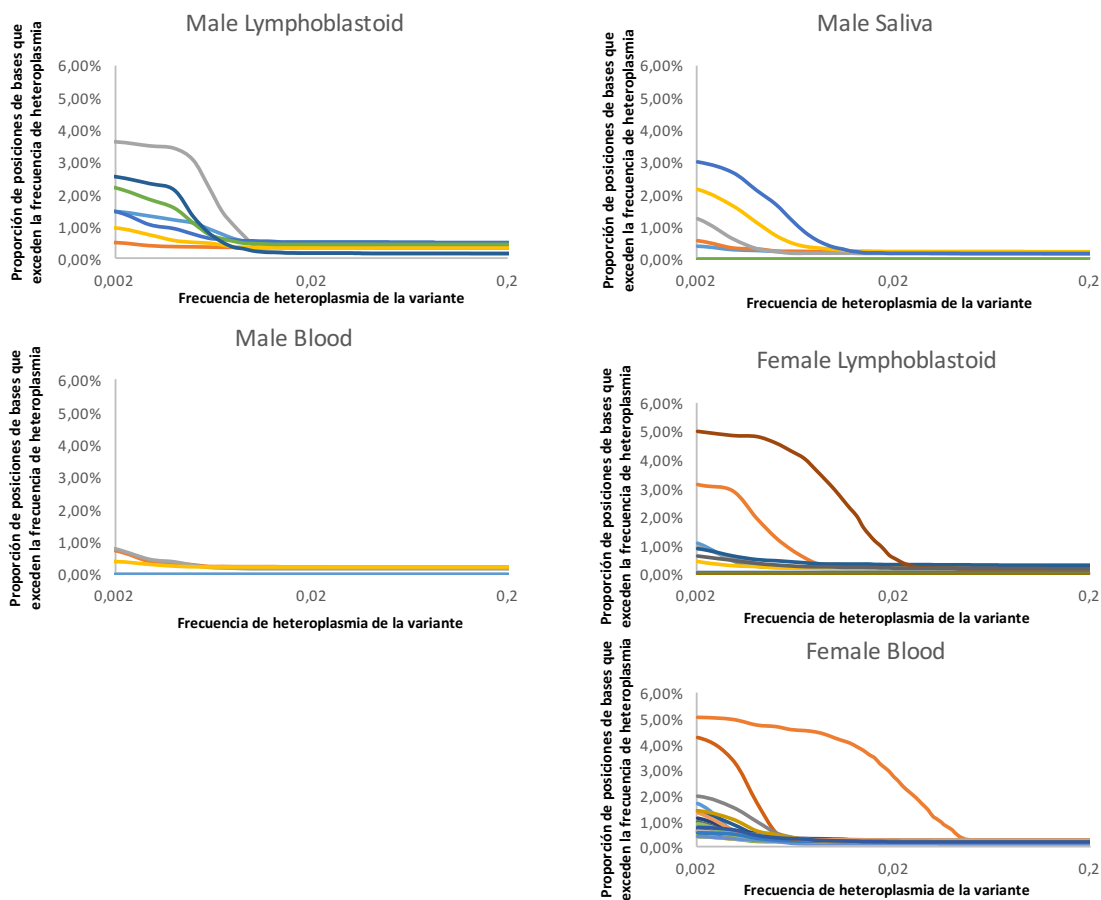 Male Lymphoblastoid
Proporción de posiciones de bases que
exceden la frecuencia de heteroplasmia
6,00%
5,00%
4,00%
3,00%
2,00%
1,00%
0,00%
0,002
0,02
0,2
Frecuencia de heteroplasmia de la variante
Male Saliva
Proporción de posiciones de bases que
exceden la frecuencia de heteroplasmia
6,00%
5,00%
4,00%
3,00%
2,00%
1,00%
0,00%
0,002
0,02
0,2
Frecuencia de heteroplasmia de la variante
Male Blood
Proporción de posiciones de bases que
exceden la frecuencia de heteroplasmia
6,00%
5,00%
4,00%
3,00%
2,00%
1,00%
0,00%
0,002
0,02
0,2
Frecuencia de heteroplasmia de la variante
Female Lymphoblastoid
Proporción de posiciones de bases que
exceden la frecuencia de heteroplasmia
6,00%
5,00%
4,00%
3,00%
2,00%
1,00%
0,00%
0,002
0,02
0,2
Frecuencia de heteroplasmia de la variante
Female Blood
Proporción de posiciones de bases que
exceden la frecuencia de heteroplasmia
6,00%
5,00%
4,00%
3,00%
2,00%
1,00%
0,00%
0,002
0,02
0,2
Frecuencia de heteroplasmia de la variante